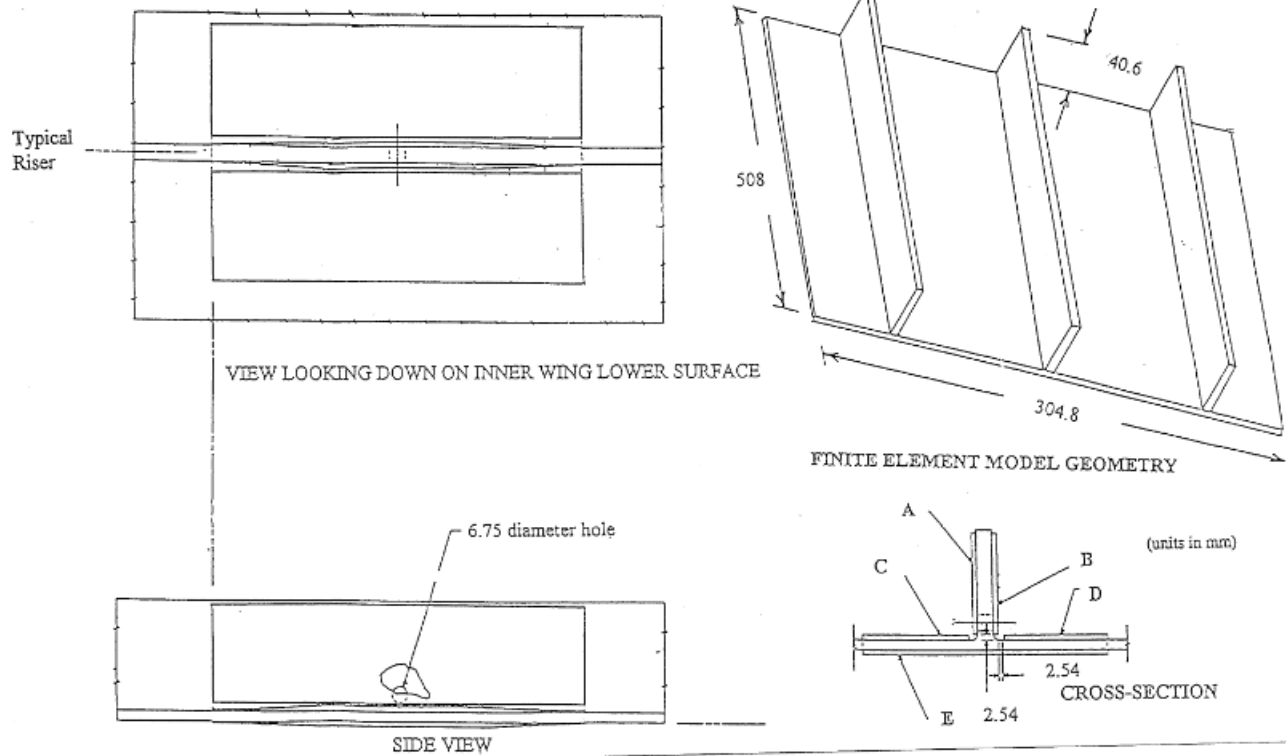 Typical
Riser
VIEW LOOKING DOWN ON INNER WING LOWER SURFACE
6.75 diameter hole
SIDE VIEW
40.6
508
304.8
FINITE ELEMENT MODEL GEOMETRY
A
(units in mm)
C
B
D
2.54
CROSS-SECTION
E
2.54